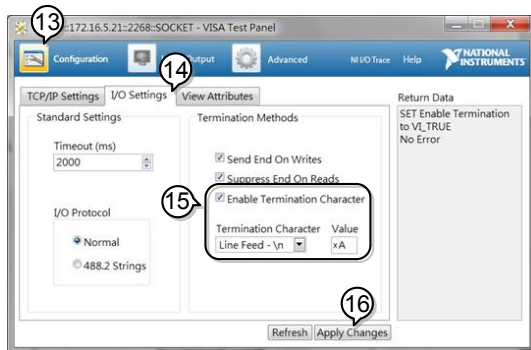 13
::172.16.5.21::2268::SOCKET - VISA Test Panel
Configuration
Output
Advanced
NI I/O Trace
Help
NATIONAL
INSTRUMENTS
14
TCP/IP Settings
I/O Settings
View Attributes
Return Data
SET Enable Termination
to VI_TRUE
No Error
Standard Settings
Timeout (ms)
2000
I/O Protocol
Normal
488.2 Strings
Termination Methods
Send End On Writes
Suppress End On Reads
15
Enable Termination Character
Termination Character
Value
Line Feed - \n
xA
16
Refresh
Apply Changes